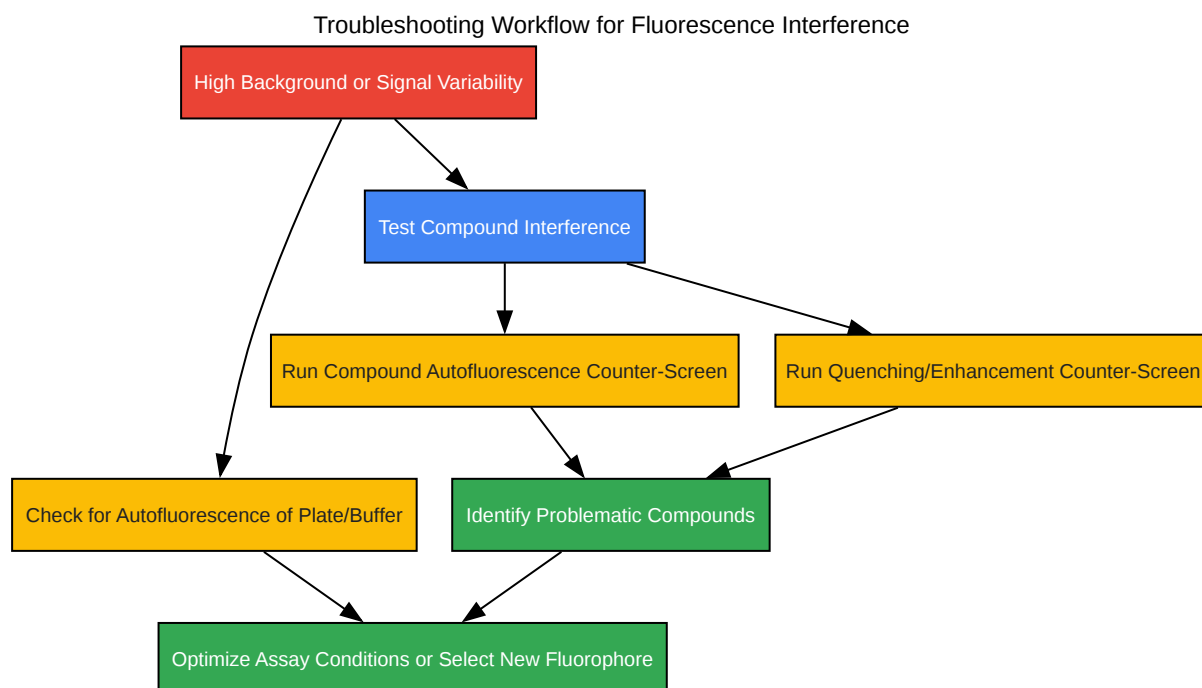 Troubleshooting Workflow for Fluorescence Interference
High Background or Signal Variability
Test Compound Interference
Run Compound Autofluorescence Counter-Screen
Run Quenching/Enhancement Counter-Screen
Check for Autofluorescence of Plate/Buffer
Identify Problematic Compounds
Optimize Assay Conditions or Select New Fluorophore